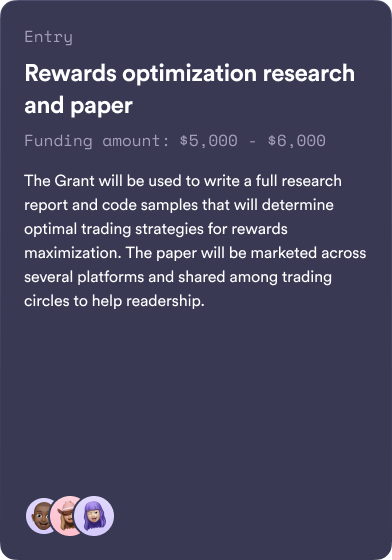 Entry
Rewards optimization research
and paper
Funding amount: $5,000 - $6,000
The Grant will be used to write a full research
report and code samples that will determine
optimal trading strategies for rewards
maximization. The paper will be marketed across
several platforms and shared among trading
circles to help readership.